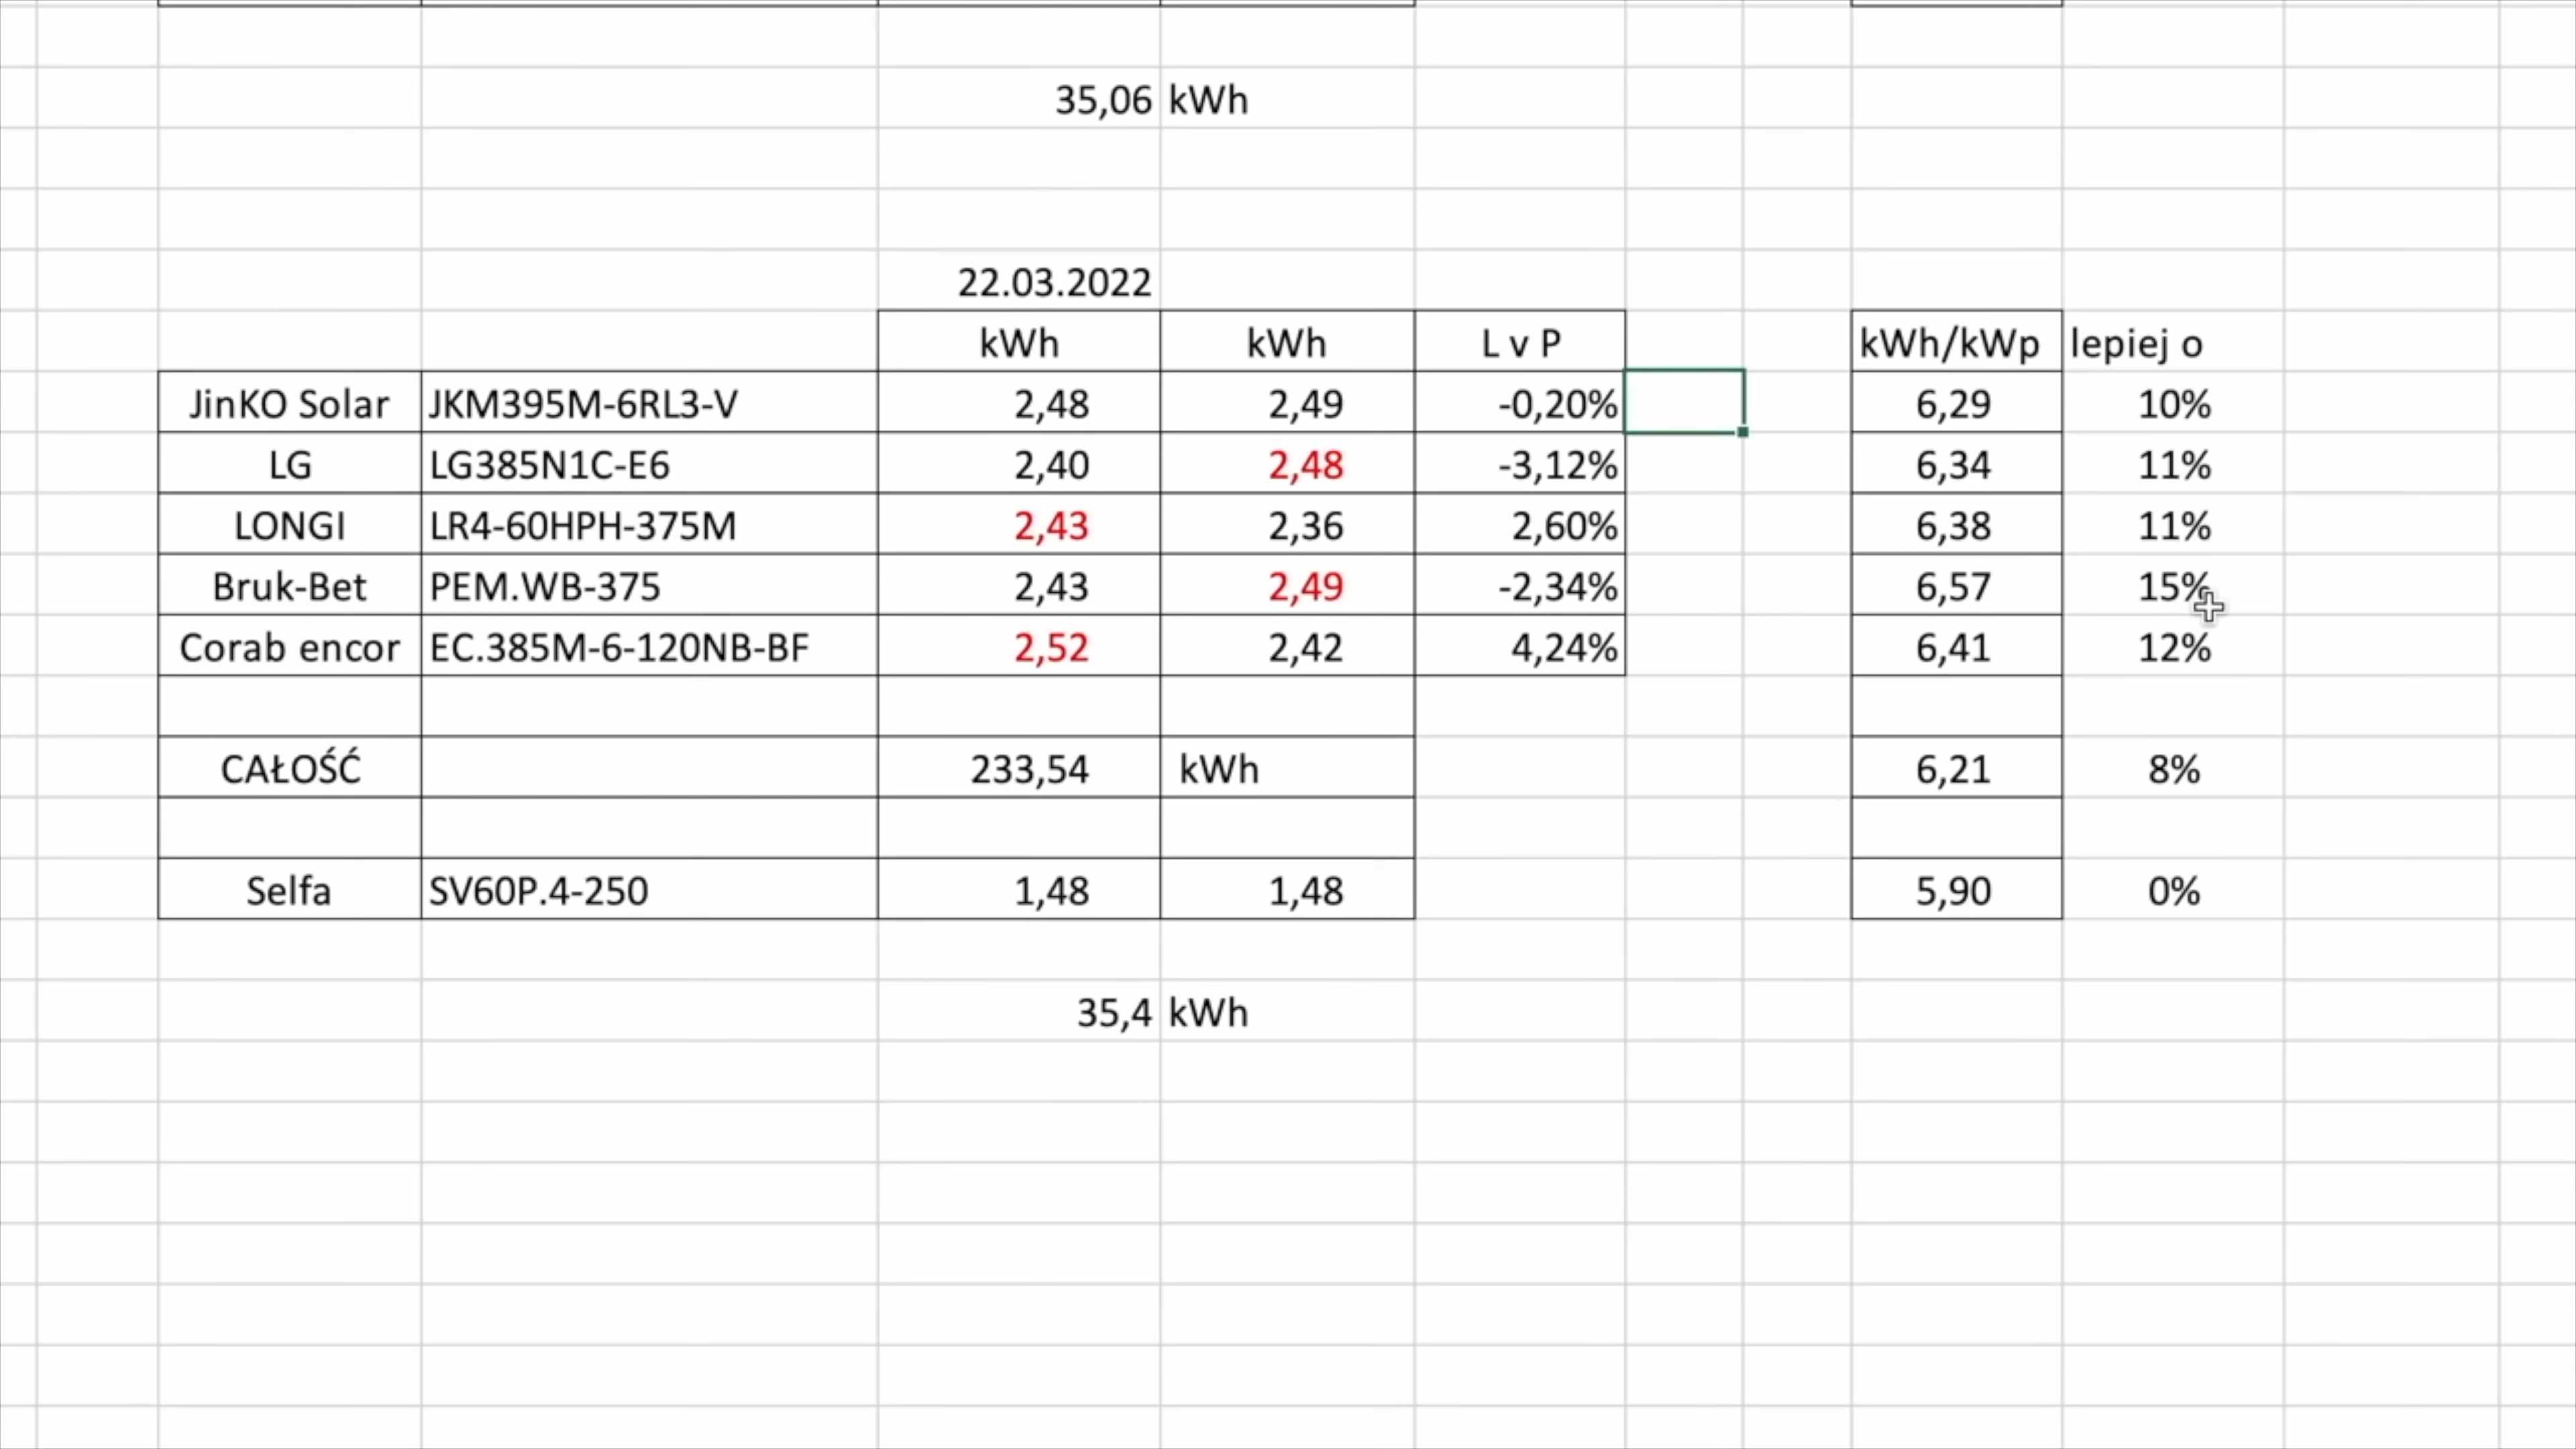 35,06 kWh
22.03.2022
kWh kWh L v P kWh/kWp lepiej o
JinKO Solar JKM395M-6RL3-V 2,48 2,49 -0,20% 6,29 10%
LG LG385N1C-E6 2,40 2,48 -3,12% 6,34 11%
LONGI LR4-60HPH-375M 2,43 2,36 2,60% 6,38 11%
Bruk-Bet PEM.WB-375 2,43 2,49 -2,34% 6,57 15%
Corab encor EC.385M-6-120NB-BF 2,52 2,42 4,24% 6,41 12%
CAŁOŚĆ 233,54 kWh 6,21 8%
Selfa SV60P.4-250 1,48 1,48 5,90 0%
35,4 kWh